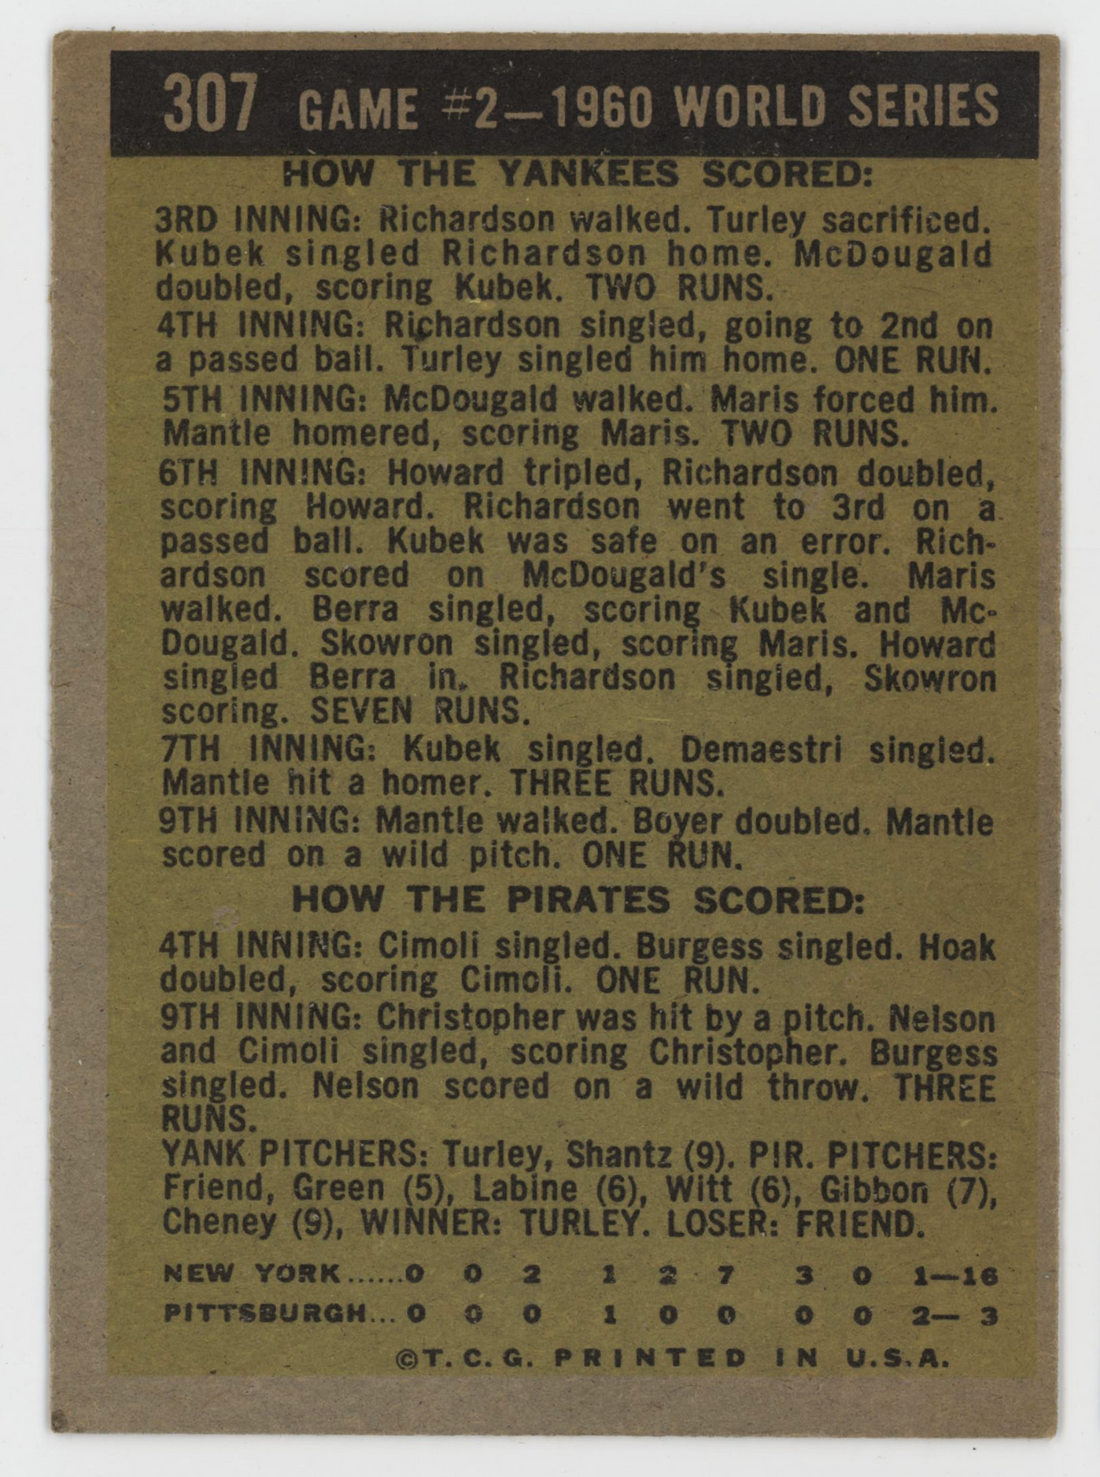 307 GAME #2—1960 WORLD SERIES
HOW THE YANKEES SCORED:
3RD INNING: Richardson walked. Turley sacrificed.
Kubek singled Richardson home. McDougald
doubled, scoring Kubek. TWO RUNS.
4TH INNING: Richardson singled, going to 2nd on
a passed ball. Turley singled him home. ONE RUN.
5TH INNING: McDougald walked. Maris forced him.
Mantle homered, scoring Maris. TWO RUNS.
6TH INNING: Howard tripled, Richardson doubled,
scoring Howard. Richardson went to 3rd on a
passed ball. Kubek was safe on an error. Rich-
ardson scored on McDougald's single. Maris
walked. Berra singled, scoring Kubek and Mc-
Dougald. Skowron singled, scoring Maris. Howard
singled Berra in. Richardson singled, Skowron
scoring. SEVEN RUNS.
7TH INNING: Kubek singled. Demaestri singled.
Mantle hit a homer. THREE RUNS.
9TH INNING: Mantle walked. Boyer doubled. Mantle
scored on a wild pitch. ONE RUN.
HOW THE PIRATES SCORED:
4TH INNING: Cimoli singled. Burgess singled. Hoak
doubled, scoring Cimoli. ONE RUN.
9TH INNING: Christopher was hit by a pitch. Nelson
and Cimoli singled, scoring Christopher. Burgess
singled. Nelson scored on a wild throw. THREE
RUNS.
YANK PITCHERS: Turley, Shantz (9). PIR. PITCHERS:
Friend, Green (5), Labine (6), Witt (6), Gibbon (7),
Cheney (9), WINNER: TURLEY. LOSER: FRIEND.
NEW YORK......0 0 2 1 2 7 3 0 1—16
PITTSBURGH...0 0 0 1 0 0 0 0 2— 3
©T. C. G. PRINTED IN U.S.A.